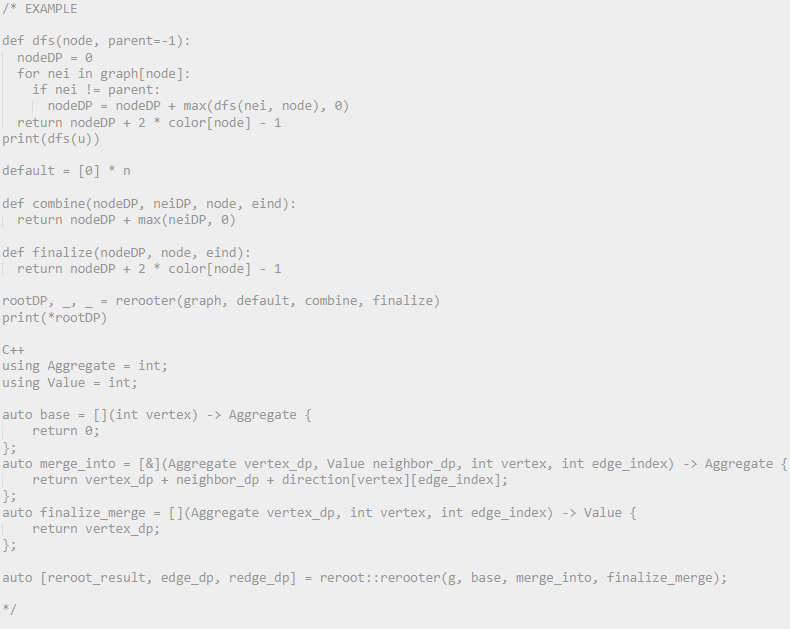 /* EXAMPLE

def dfs(node, parent=-1):
  nodeDP = 0
  for nei in graph[node]:
    if nei != parent:
      nodeDP = nodeDP + max(dfs(nei, node), 0)
  return nodeDP + 2 * color[node] - 1
print(dfs(u))

default = [0] * n

def combine(nodeDP, neiDP, node, eind):
  return nodeDP + max(neiDP, 0)

def finalize(nodeDP, node, eind):
  return nodeDP + 2 * color[node] - 1

rootDP, _, _ = rerooter(graph, default, combine, finalize)
print(*rootDP)

C++
using Aggregate = int;
using Value = int;

auto base = [](int vertex) -> Aggregate {
    return 0;
};
auto merge_into = [&](Aggregate vertex_dp, Value neighbor_dp, int vertex, int edge_index) -> Aggregate {
    return vertex_dp + neighbor_dp + direction[vertex][edge_index];
};
auto finalize_merge = [](Aggregate vertex_dp, int vertex, int edge_index) -> Value {
    return vertex_dp;
};

auto [reroot_result, edge_dp, redge_dp] = reroot::rerooter(g, base, merge_into, finalize_merge);

*/